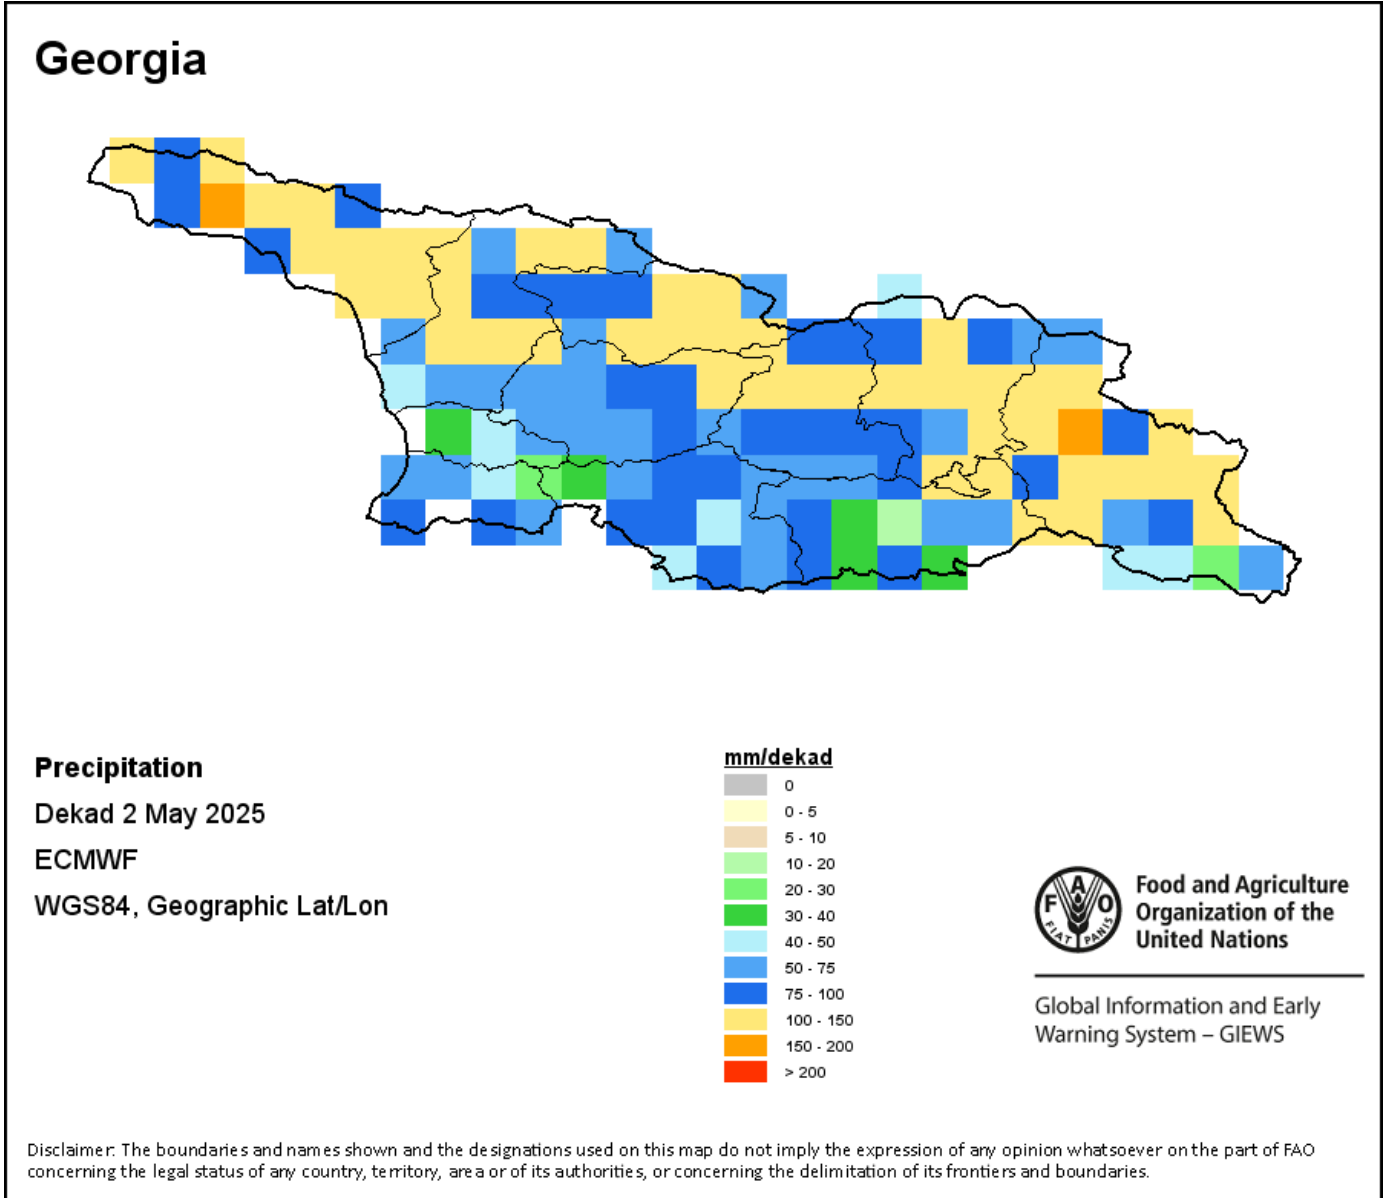 Georgia
Precipitation
Dekad 2 May 2025
ECMWF
WGS84, Geographic Lat/Lon
mm/dekad
0
0 - 5
5 - 10
10 - 20
20 - 30
30 - 40
40 - 50
50 - 75
75 - 100
100 - 150
150 - 200
> 200
F A O
FIAT PANIS
Food and Agriculture
Organization of the
United Nations
Global Information and Early
Warning System – GIEWS
Disclaimer: The boundaries and names shown and the designations used on this map do not imply the expression of any opinion whatsoever on the part of FAO
concerning the legal status of any country, territory, area or of its authorities, or concerning the delimitation of its frontiers and boundaries.